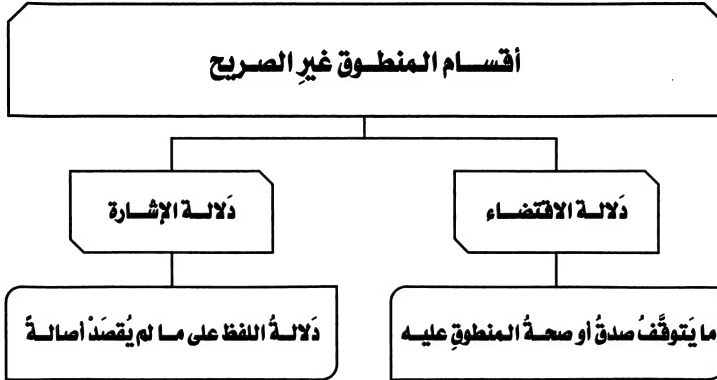 أقسام المنطوق غيرِ الصريح
دَلالة الاقتضاء
دَلالة الإشارة
ما يَتوقَّفُ صدقُ أو صحةُ المنطوقِ عليه
دَلالةُ اللفظ على ما لم يُقصَدْ أصالةً